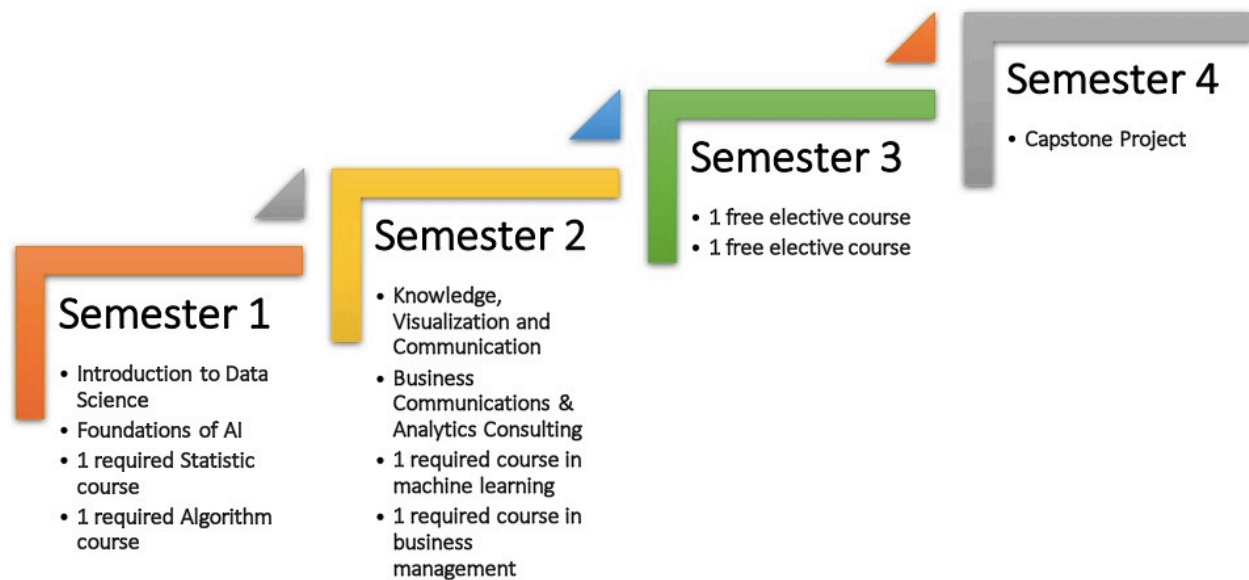 Semester 1
• Introduction to Data
Science
• Foundations of AI
• 1 required Statistic
course
• 1 required Algorithm
course
Semester 2
• Knowledge,
Visualization and
Communication
• Business
Communications &
Analytics Consulting
• 1 required course in
machine learning
• 1 required course in
business
management
Semester 3
• 1 free elective course
• 1 free elective course
Semester 4
• Capstone Project